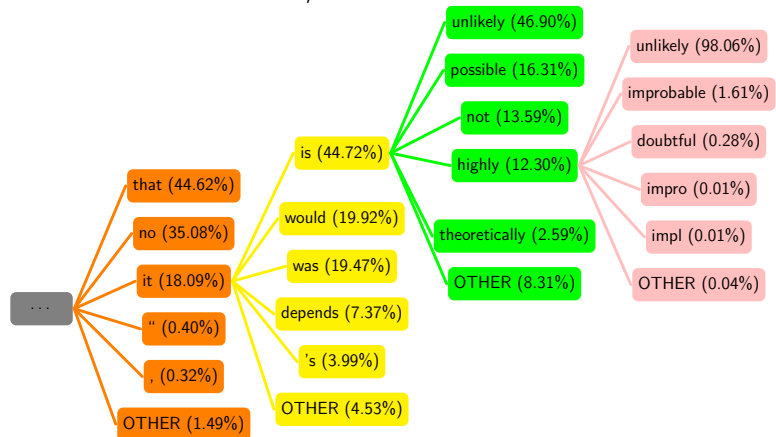 ...
that (44.62%)
no (35.08%)
it (18.09%)
“ (0.40%)
, (0.32%)
OTHER (1.49%)
is (44.72%)
would (19.92%)
was (19.47%)
depends (7.37%)
's (3.99%)
OTHER (4.53%)
unlikely (46.90%)
possible (16.31%)
not (13.59%)
highly (12.30%)
theoretically (2.59%)
OTHER (8.31%)
unlikely (98.06%)
improbable (1.61%)
doubtful (0.28%)
impro (0.01%)
impl (0.01%)
OTHER (0.04%)